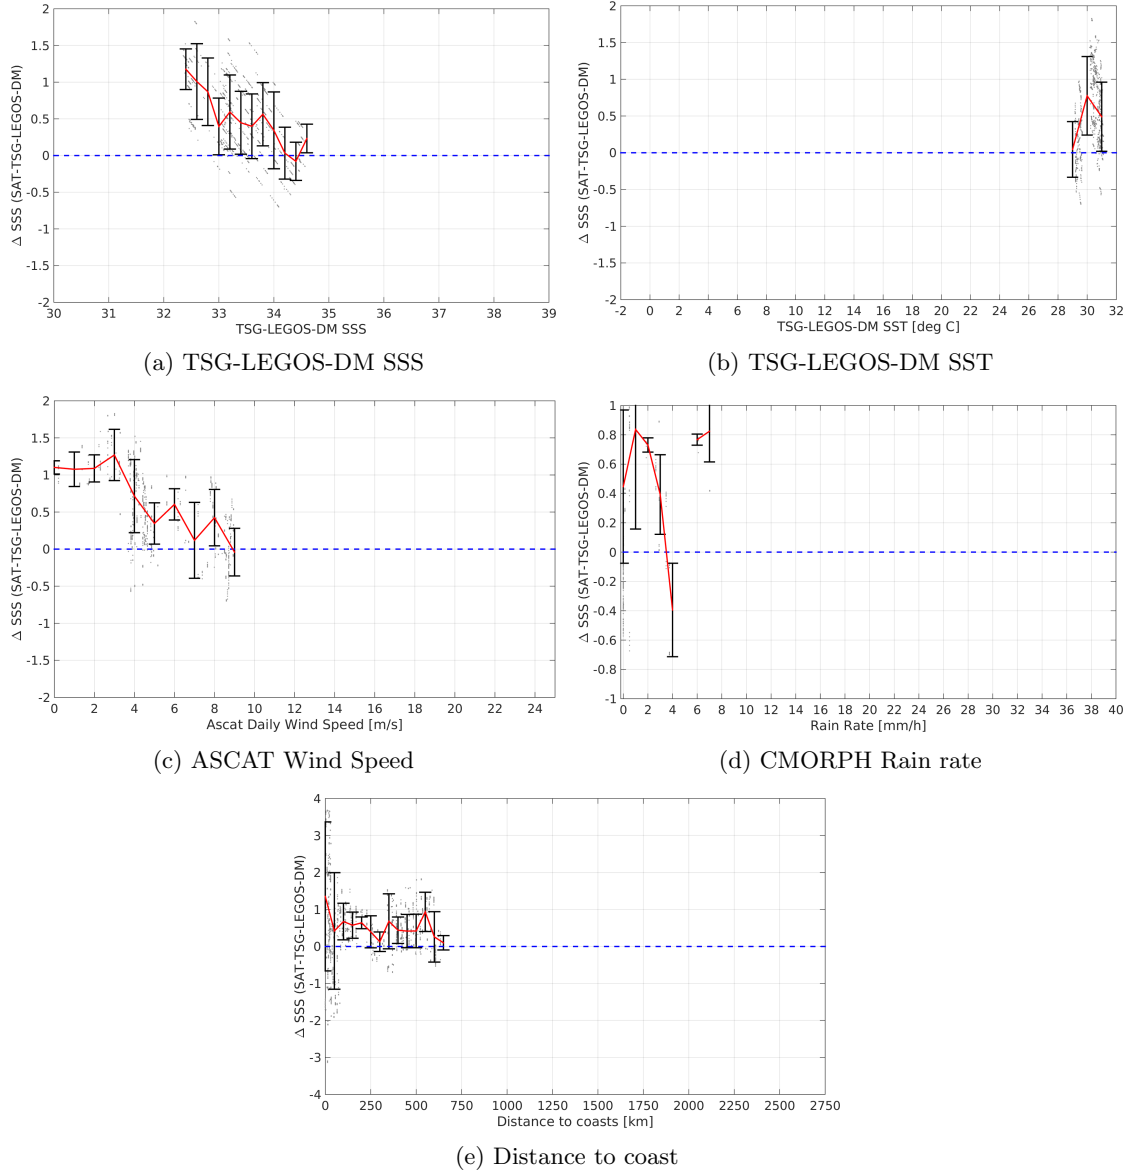 2
1.5
1
0.5
0
-0.5
-1
-1.5
-2
Δ SSS (SAT-TSG-LEGOS-DM)
30 31 32 33 34 35 36 37 38 39
TSG-LEGOS-DM SSS
(a) TSG-LEGOS-DM SSS
2
1.5
1
0.5
0
-0.5
-1
-1.5
-2
Δ SSS (SAT-TSG-LEGOS-DM)
-2 0 2 4 6 8 10 12 14 16 18 20 22 24 26 28 30 32
TSG-LEGOS-DM SST [deg C]
(b) TSG-LEGOS-DM SST
2
1.5
1
0.5
0
-0.5
-1
-1.5
-2
Δ SSS (SAT-TSG-LEGOS-DM)
0 2 4 6 8 10 12 14 16 18 20 22 24
Ascat Daily Wind Speed [m/s]
(c) ASCAT Wind Speed
1
0.8
0.6
0.4
0.2
0
-0.2
-0.4
-0.6
-0.8
-1
Δ SSS (SAT-TSG-LEGOS-DM)
0 2 4 6 8 10 12 14 16 18 20 22 24 26 28 30 32 34 36 38 40
Rain Rate [mm/h]
(d) CMORPH Rain rate
4
3
2
1
0
-1
-2
-3
-4
Δ SSS (SAT-TSG-LEGOS-DM)
0 250 500 750 1000 1250 1500 1750 2000 2250 2500 2750
Distance to coasts [km]
(e) Distance to coast